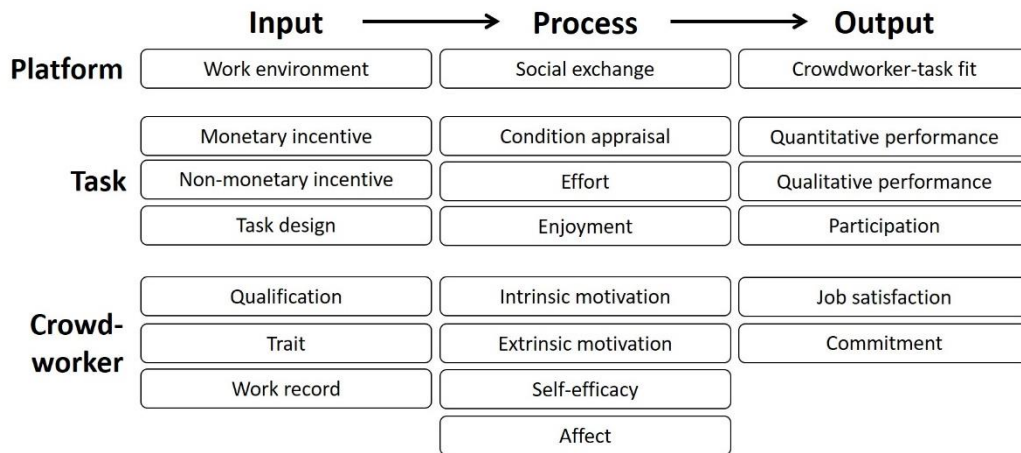 Input Process Output
Platform Work environment Social exchange Crowdworker-task fit
Monetary incentive Condition appraisal Quantitative performance
Task Non-monetary incentive Effort Qualitative performance
Task design Enjoyment Participation
Qualification Intrinsic motivation Job satisfaction
Crowd-
worker
Trait Extrinsic motivation Commitment
Work record Self-efficacy
Affect